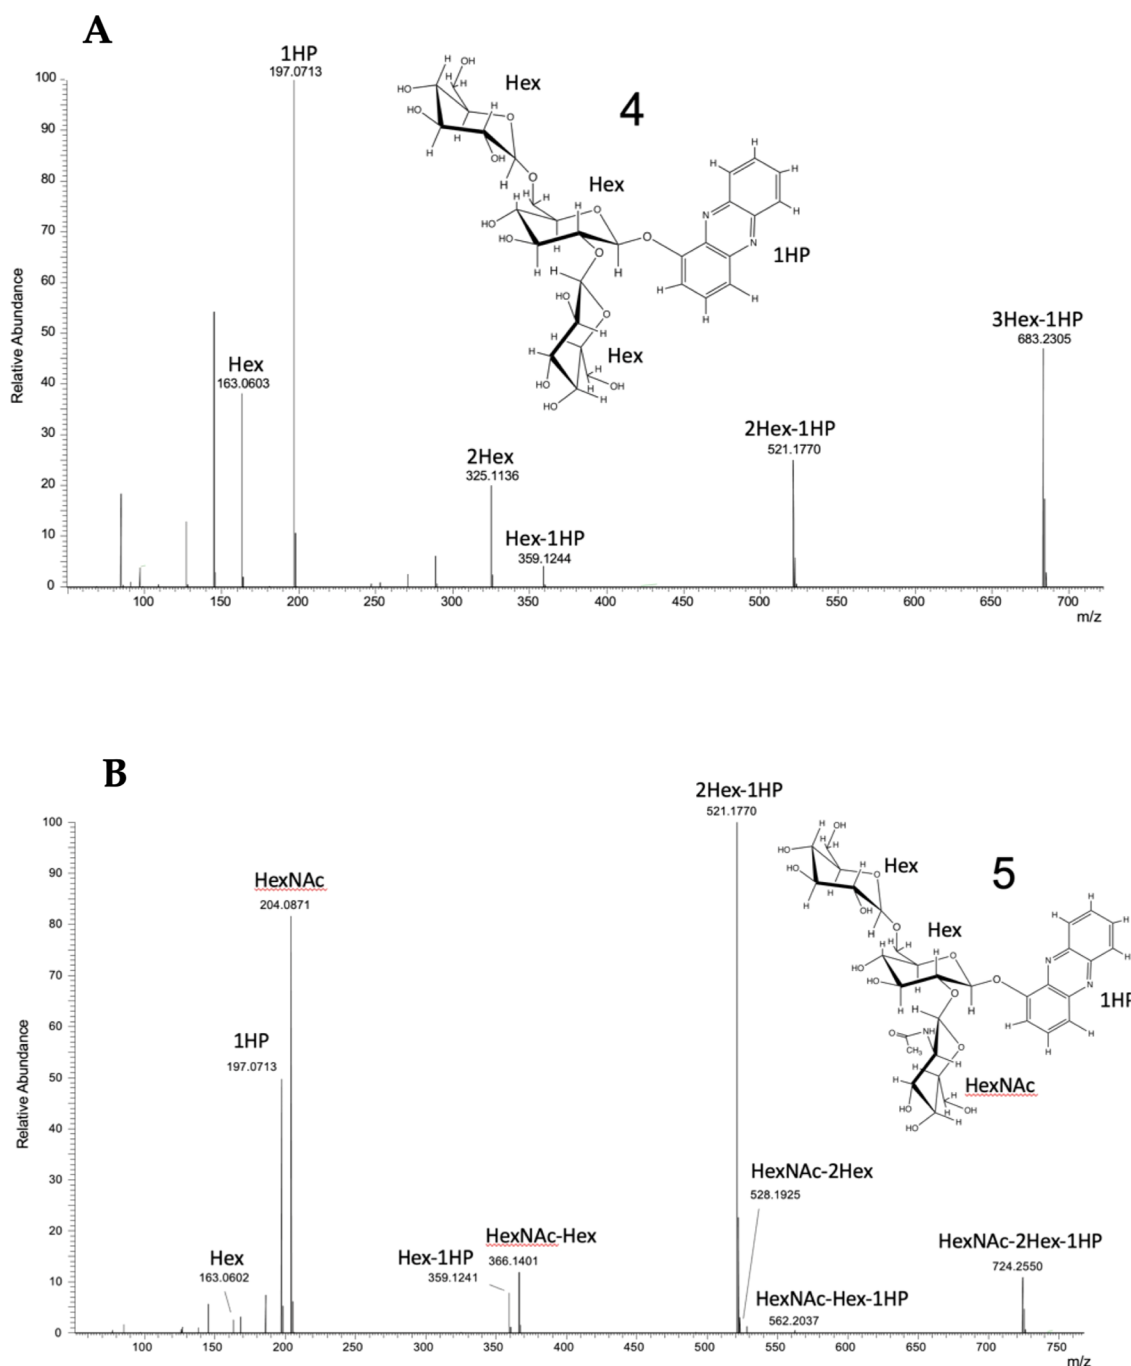 A
1HP
197.0713
Hex
163.0603
2Hex
325.1136
Hex-1HP
359.1244
2Hex-1HP
521.1770
3Hex-1HP
683.2305
4
Hex
Hex
Hex
1HP
Relative Abundance
100
90
80
70
60
50
40
30
20
10
0
100 150 200 250 300 350 400 450 500 550 600 650 700
m/z
B
2Hex-1HP
521.1770
HexNAc
204.0871
1HP
197.0713
Hex
163.0602
Hex-1HP
359.1241
HexNAc-Hex
366.1401
HexNAc-2Hex
528.1925
HexNAc-Hex-1HP
562.2037
HexNAc-2Hex-1HP
724.2550
5
Hex
Hex
HexNAc
1HP
Relative Abundance
100
90
80
70
60
50
40
30
20
10
0
100 150 200 250 300 350 400 450 500 550 600 650 700 750
m/z